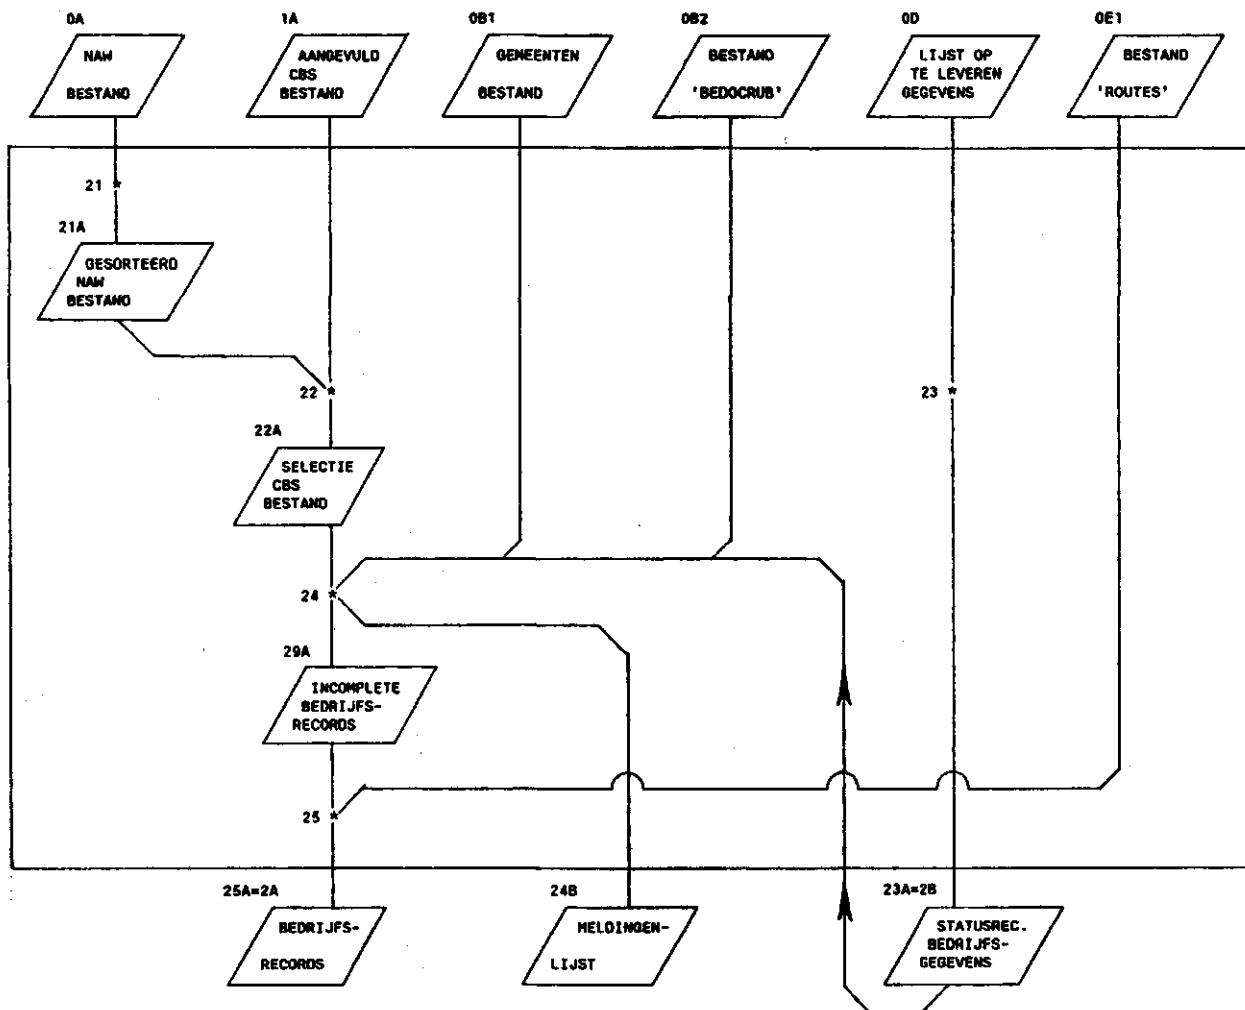 0A
1A
0B1
0B2
0D
0E1
NAW
BESTAND
AANGEVULD
CBS
BESTAND
GEMEENTEN
BESTAND
BESTAND
'BEDOCRUB'
LIJST OP
TE LEVEREN
GEGEVENS
BESTAND
'ROUTES'
21 *
21A
GESORTEERD
NAW
BESTAND
22 *
23 *
22A
SELECTIE
CBS
BESTAND
24 *
29A
INCOMPLETE
BEDRIJFS-
RECORDS
25 *
25A=2A
24B
23A=2B
BEDRIJFS-
RECORDS
MELDINGEN-
LIJST
STATUSREC.
BEDRIJFS-
GEGEVENS